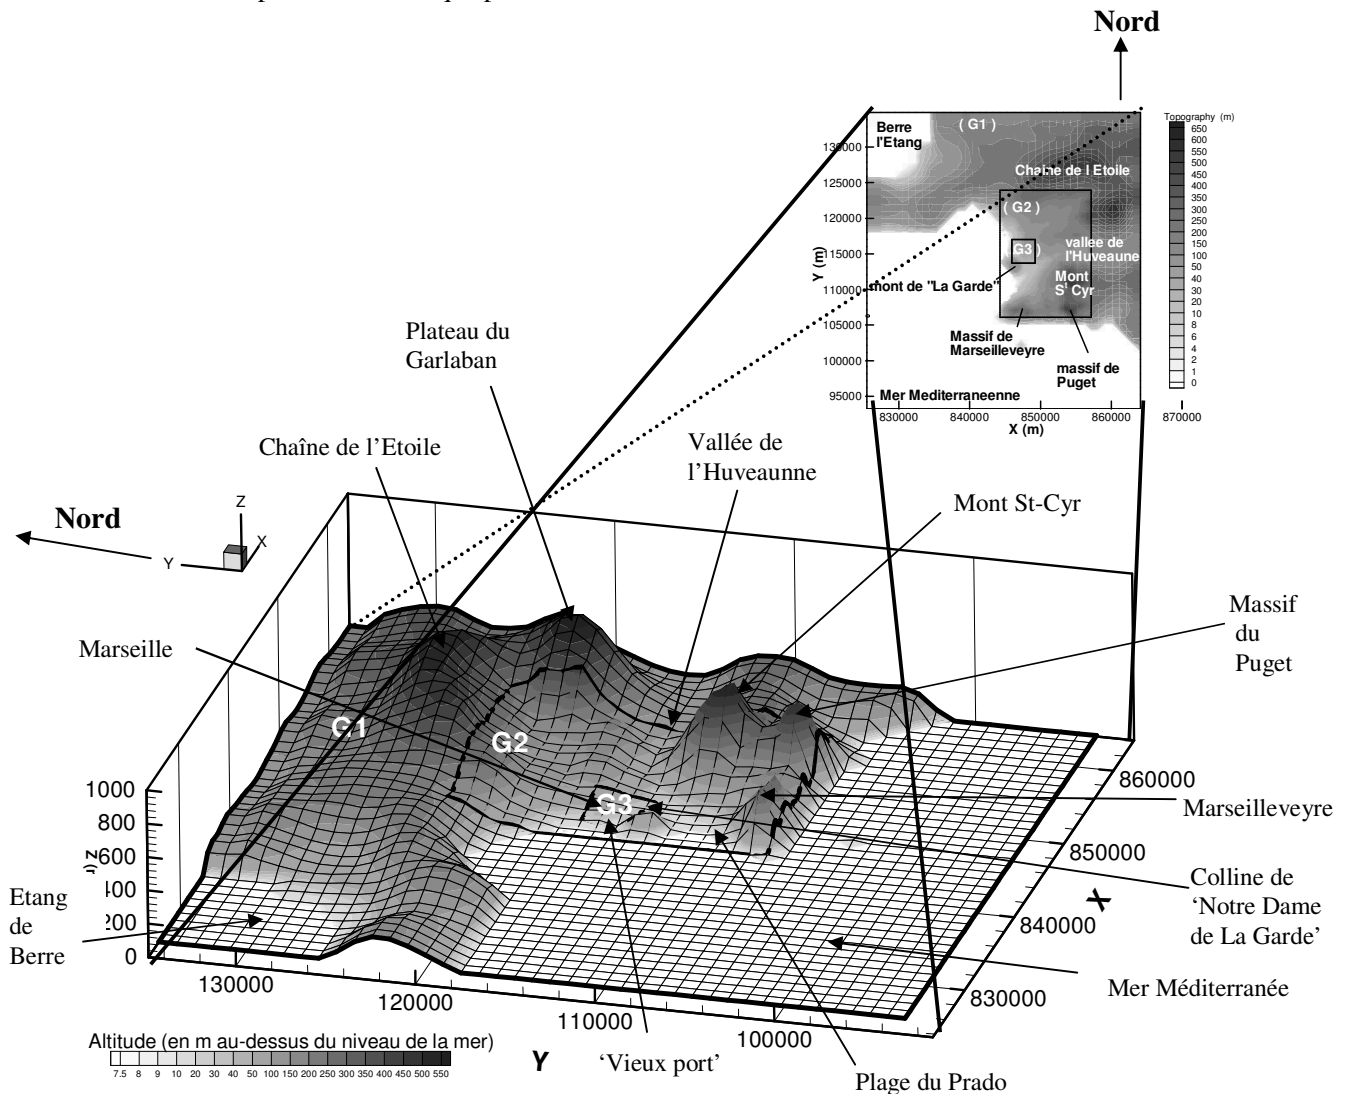 Nord
Topography (m)
650
600
550
500
450
400
350
300
250
200
150
100
50
40
30
20
10
8
6
4
2
1
0
Berre
l'Etang
( G1 )
Chaine de l Etoile
( G2 )
G3 )
vallee de
l'Huveaune
Mont
St Cyr
mont de "La Garde"
Massif de
Marseilleveyre
massif de
Puget
Mer Mediterraneenne
130000
125000
120000
115000
110000
105000
100000
95000
Y (m)
830000
840000
850000
860000
870000
X (m)
Plateau du
Garlaban
Chaîne de l’Etoile
Vallée de
l’Huveaunne
Mont St-Cyr
Nord
Z
X
Y
Massif
du
Puget
Marseille
G1
G2
G3
Marseilleveyre
Colline de
‘Notre Dame
de La Garde’
Mer Méditerranée
Etang
de
Berre
1000
800
600
400
200
0
130000
120000
110000
100000
Y
860000
850000
840000
830000
X
‘Vieux port’
Plage du Prado
Altitude (en m au-dessus du niveau de la mer)
7.5 8 9 10 20 30 40 50 100 150 200 250 300 350 400 450 500 550